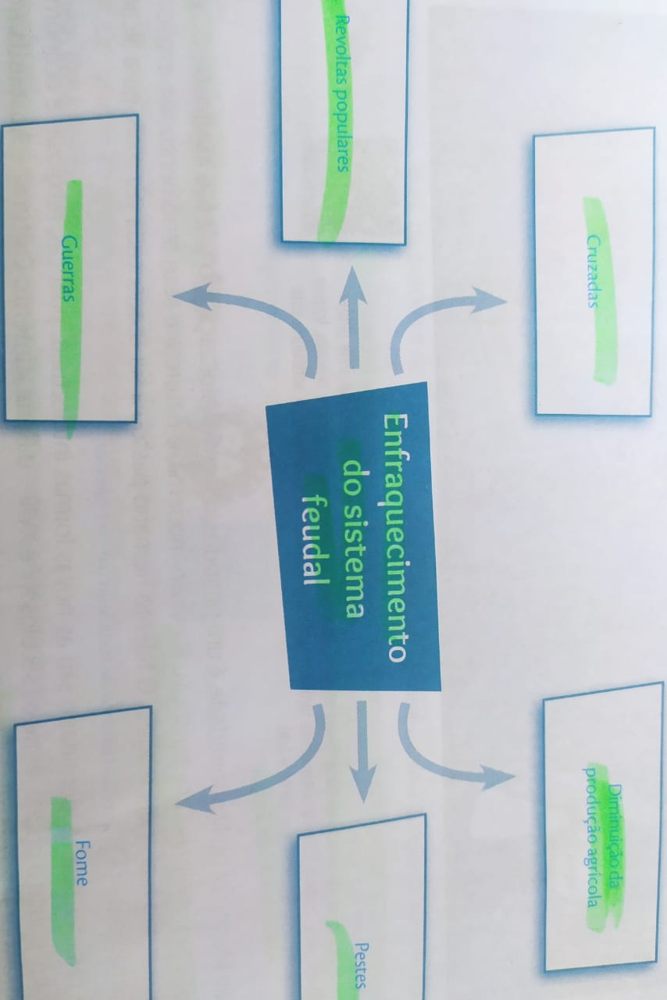 Cruzadas
Diminuição da
produção agrícola
Revoltas populares
Enfraquecimento
do sistema
feudal
Pestes
Guerras
Fome